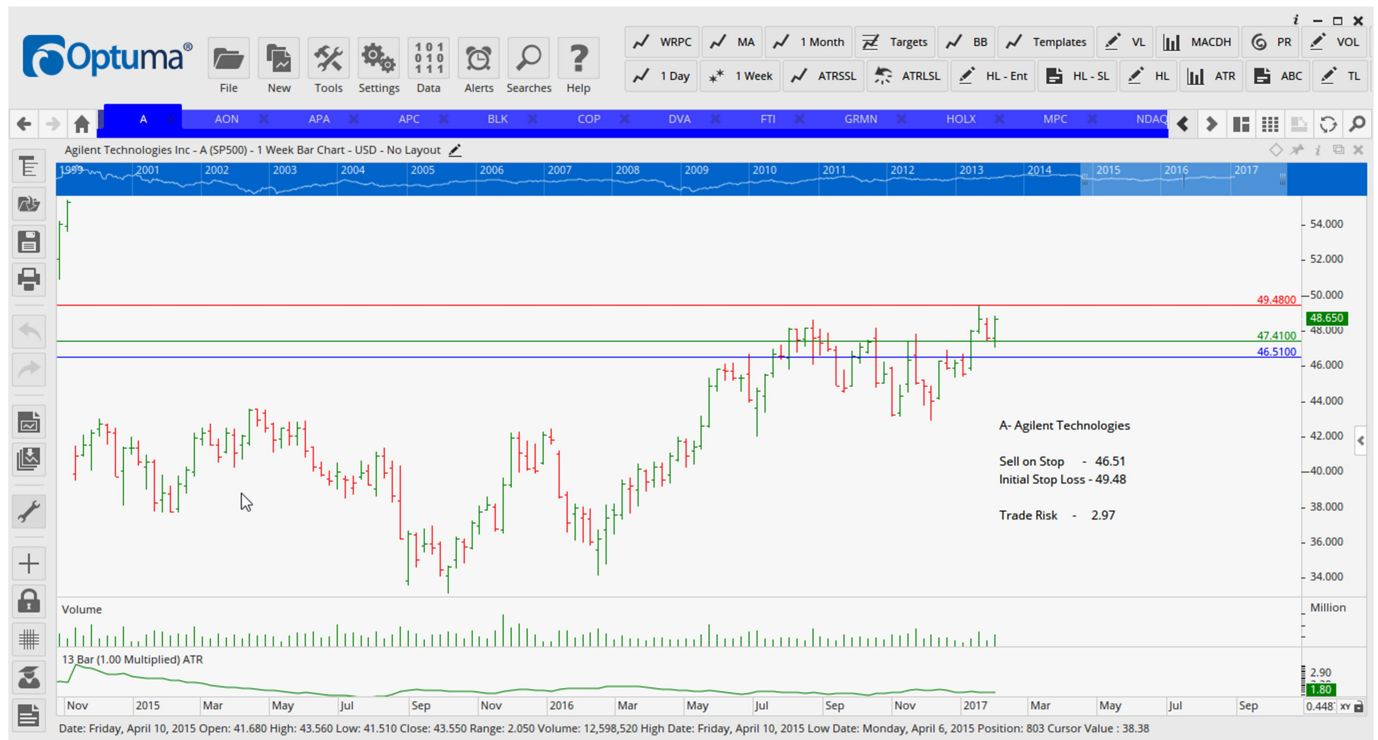 i
Optuma®
File New Tools Settings Data Alerts Searches Help
101
010
111
?
WRPC MA 1 Month Targets BB Templates VL MACDH PR VOL
1 Day 1 Week ATRSSL ATRLSL HL - Ent HL - SL HL ATR ABC TL
A AON APA APC BLK COP DVA FTI GRMN HOLX MPC NDAQ
Agilent Technologies Inc - A (SP500) - 1 Week Bar Chart - USD - No Layout
i
1999 2001 2002 2003 2004 2005 2006 2007 2008 2009 2010 2011 2012 2013 2014 2015 2016 2017
54.000
52.000
50.000
49.4800
48.650
48.000
47.4100
46.5100
46.000
44.000
A- Agilent Technologies
42.000
Sell on Stop - 46.51
40.000
Initial Stop Loss - 49.48
38.000
Trade Risk - 2.97
36.000
34.000
Volume
Million
13 Bar (1.00 Multiplied) ATR
2.90
1.80
Nov 2015 Mar May Jul Sep Nov 2016 Mar May Jul Sep Nov 2017 Mar May Jul Sep XY
Date: Friday, April 10, 2015 Open: 41.680 High: 43.560 Low: 41.510 Close: 43.550 Range: 2.050 Volume: 12,598,520 High Date: Friday, April 10, 2015 Low Date: Monday, April 6, 2015 Position: 803 Cursor Value : 38.38